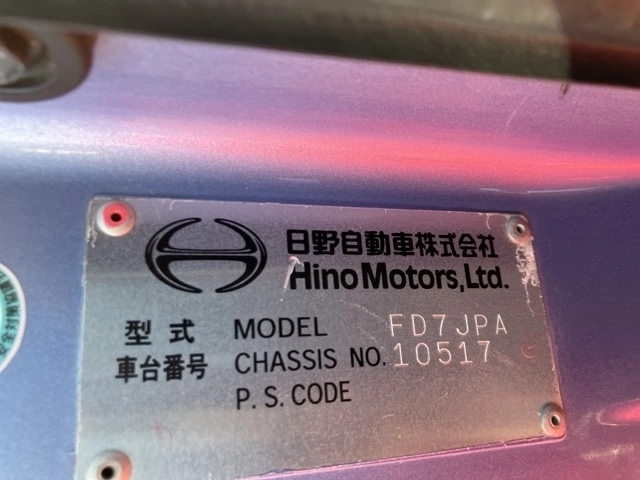 日野自動車株式会社
Hino Motors, Ltd.
型式 MODEL FD7JPA
車台番号 CHASSIS NO. 10517
P. S. CODE